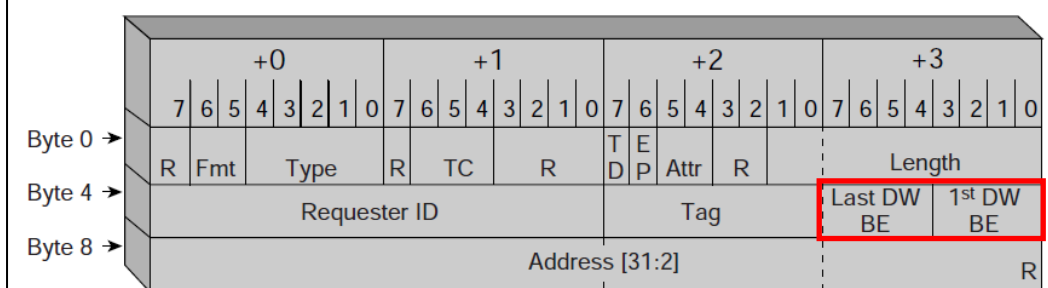 +0 +1 +2 +3
7 6 5 4 3 2 1 0 7 6 5 4 3 2 1 0 7 6 5 4 3 2 1 0 7 6 5 4 3 2 1 0
Byte 0 → R Fmt Type R TC R TD EP Attr R Length
Byte 4 → Requester ID Tag Last DW BE 1st DW BE
Byte 8 → Address [31:2] R